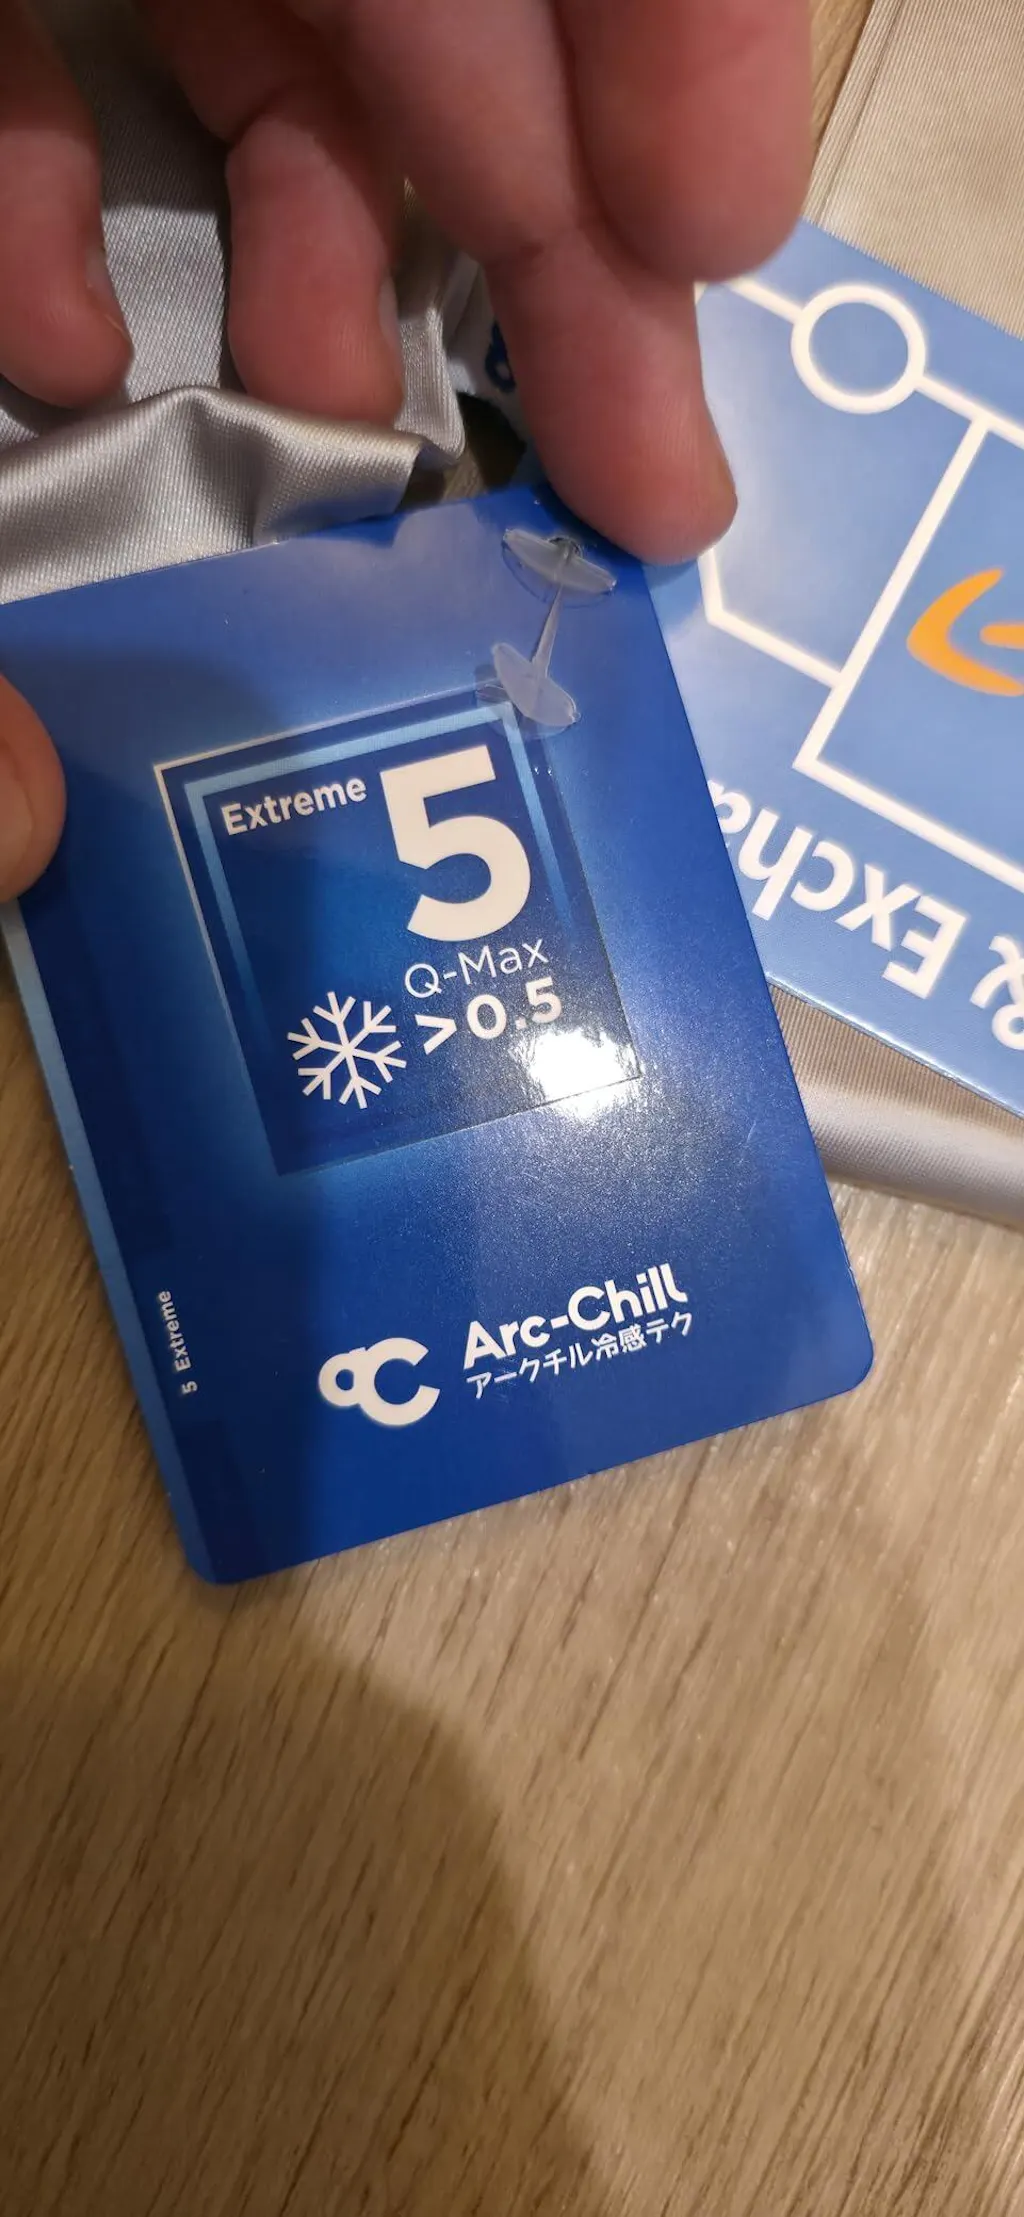 Extreme 5
Q-Max
>0.5
5 Extreme
°C Arc-Chill
アークチル冷感テク
&